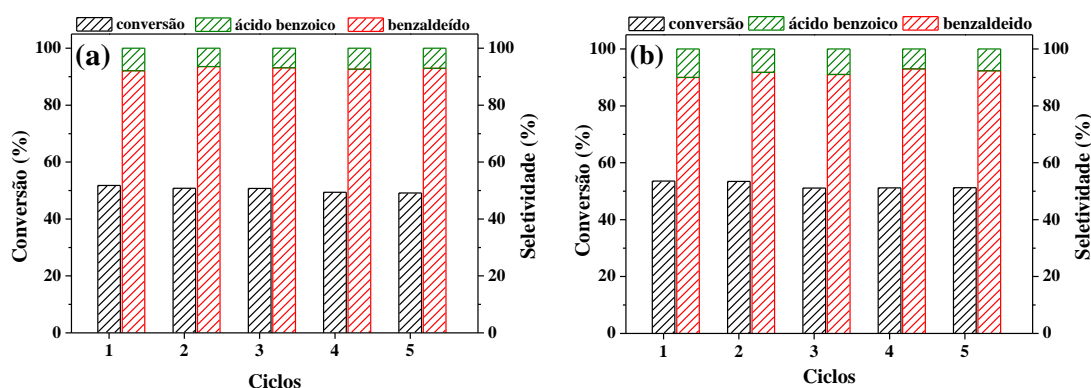 conversão ácido benzoico benzaldeído
(a)
100
80
60
40
20
0
Conversão (%)
100
80
60
40
20
0
Seletividade (%)
1 2 3 4 5
Ciclos
conversão ácido benzoico benzaldeido
(b)
100
80
60
40
20
0
Conversão (%)
100
80
60
40
20
0
Seletividade (%)
1 2 3 4 5
Ciclos